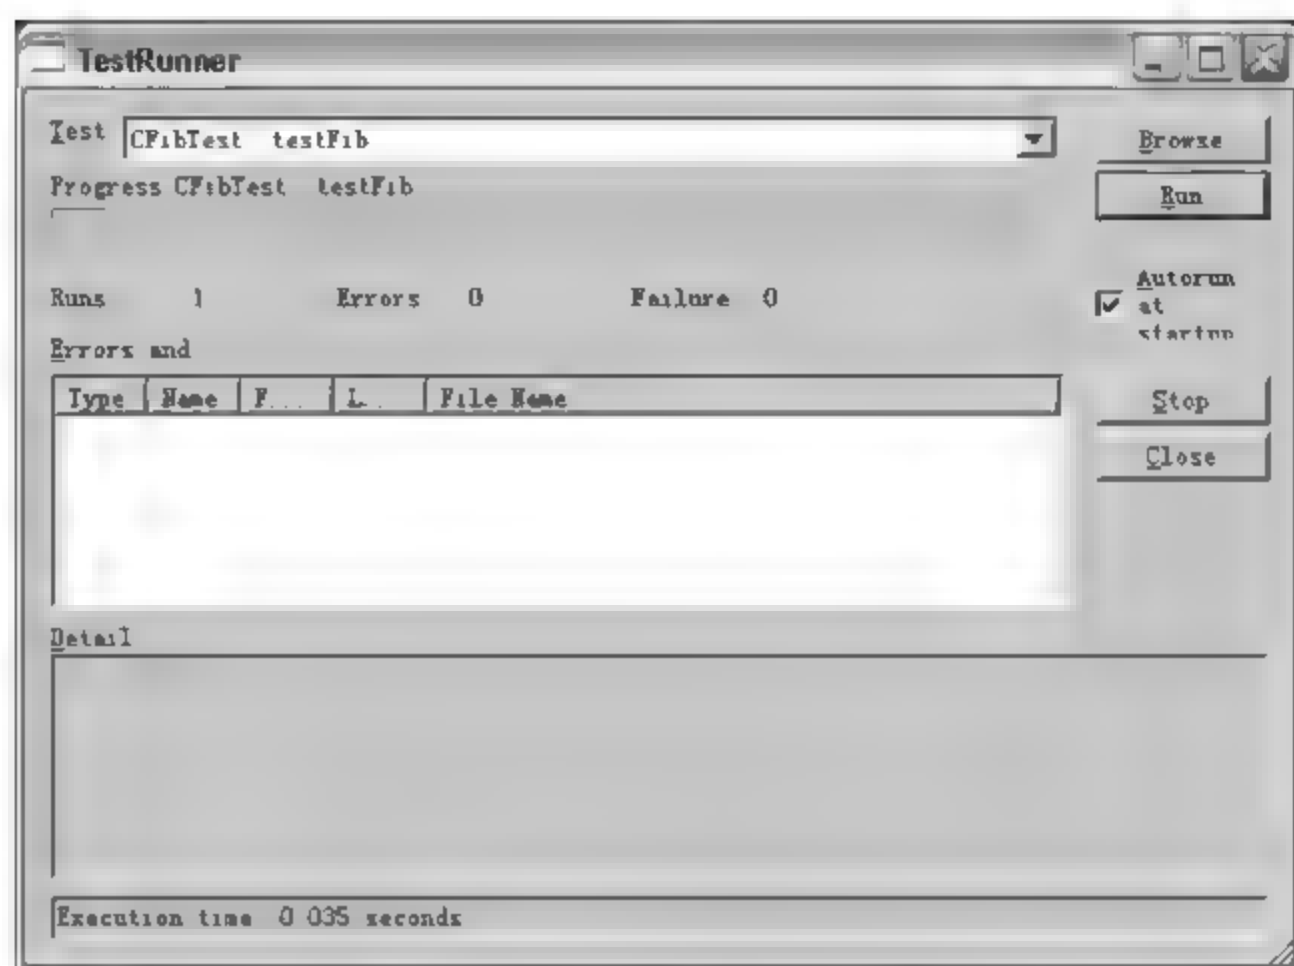 TestRunner
Test CFibTest testFib Browse
Progress CFibTest testFib
Run
Runs 1 Errors 0 Failure 0
Autorun
at
startup
Errors and
Type Name F... L... File Name
Stop
Close
Detail
Execution time 0 035 seconds